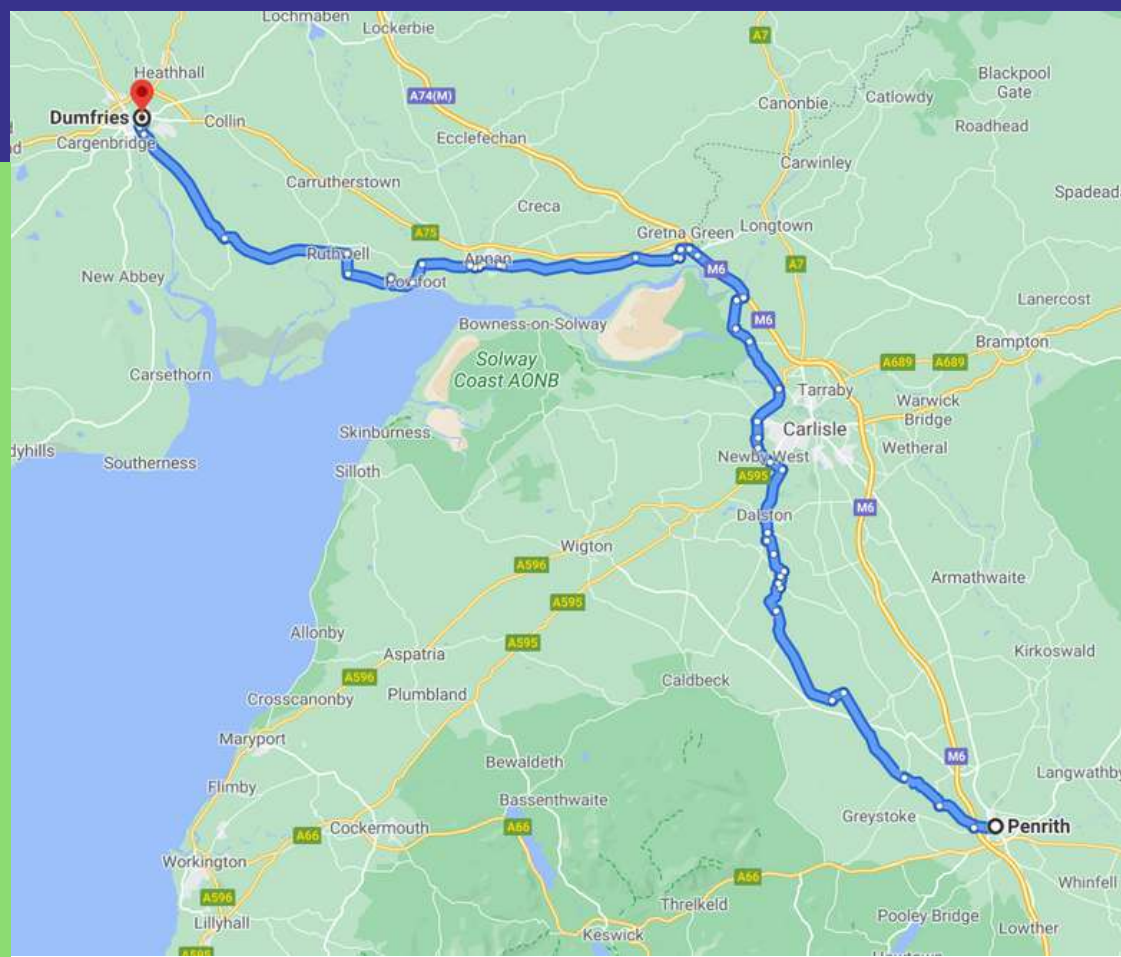 Lochmaben
Lockerbie
A7
Heathhall
Blackpool
Gate
A74(M)
Canonbie
Catlowdy
Dumfries
Collin
Roadhead
Cargenbridge
Ecclefechan
Carwinley
Carrutherstown
Creca
Spadeada
A75
Gretna Green
Longtown
Ruthwell
Annan
New Abbey
Powfoot
M6
A7
Lanercost
Bowness-on-Solway
M6
Brampton
Solway
Coast AONB
A689
A689
Carsethorn
Tarraby
Warwick
Bridge
Skinburness
Carlisle
dyhills
Southerness
Silloth
Newby West
Wetheral
A595
M6
Dalston
Wigton
A596
Armathwaite
A595
Allonby
A595
Aspatria
Kirkoswald
A596
Caldbeck
Plumbland
Crosscanonby
Maryport
M6
Bewaldeth
Langwathby
Flimby
Bassenthwaite
Greystoke
Penrith
A66
Cockermouth
A66
Workington
A66
Whinfell
A596
Threlkeld
Lillyhall
Pooley Bridge
Lowther
Keswick
A595